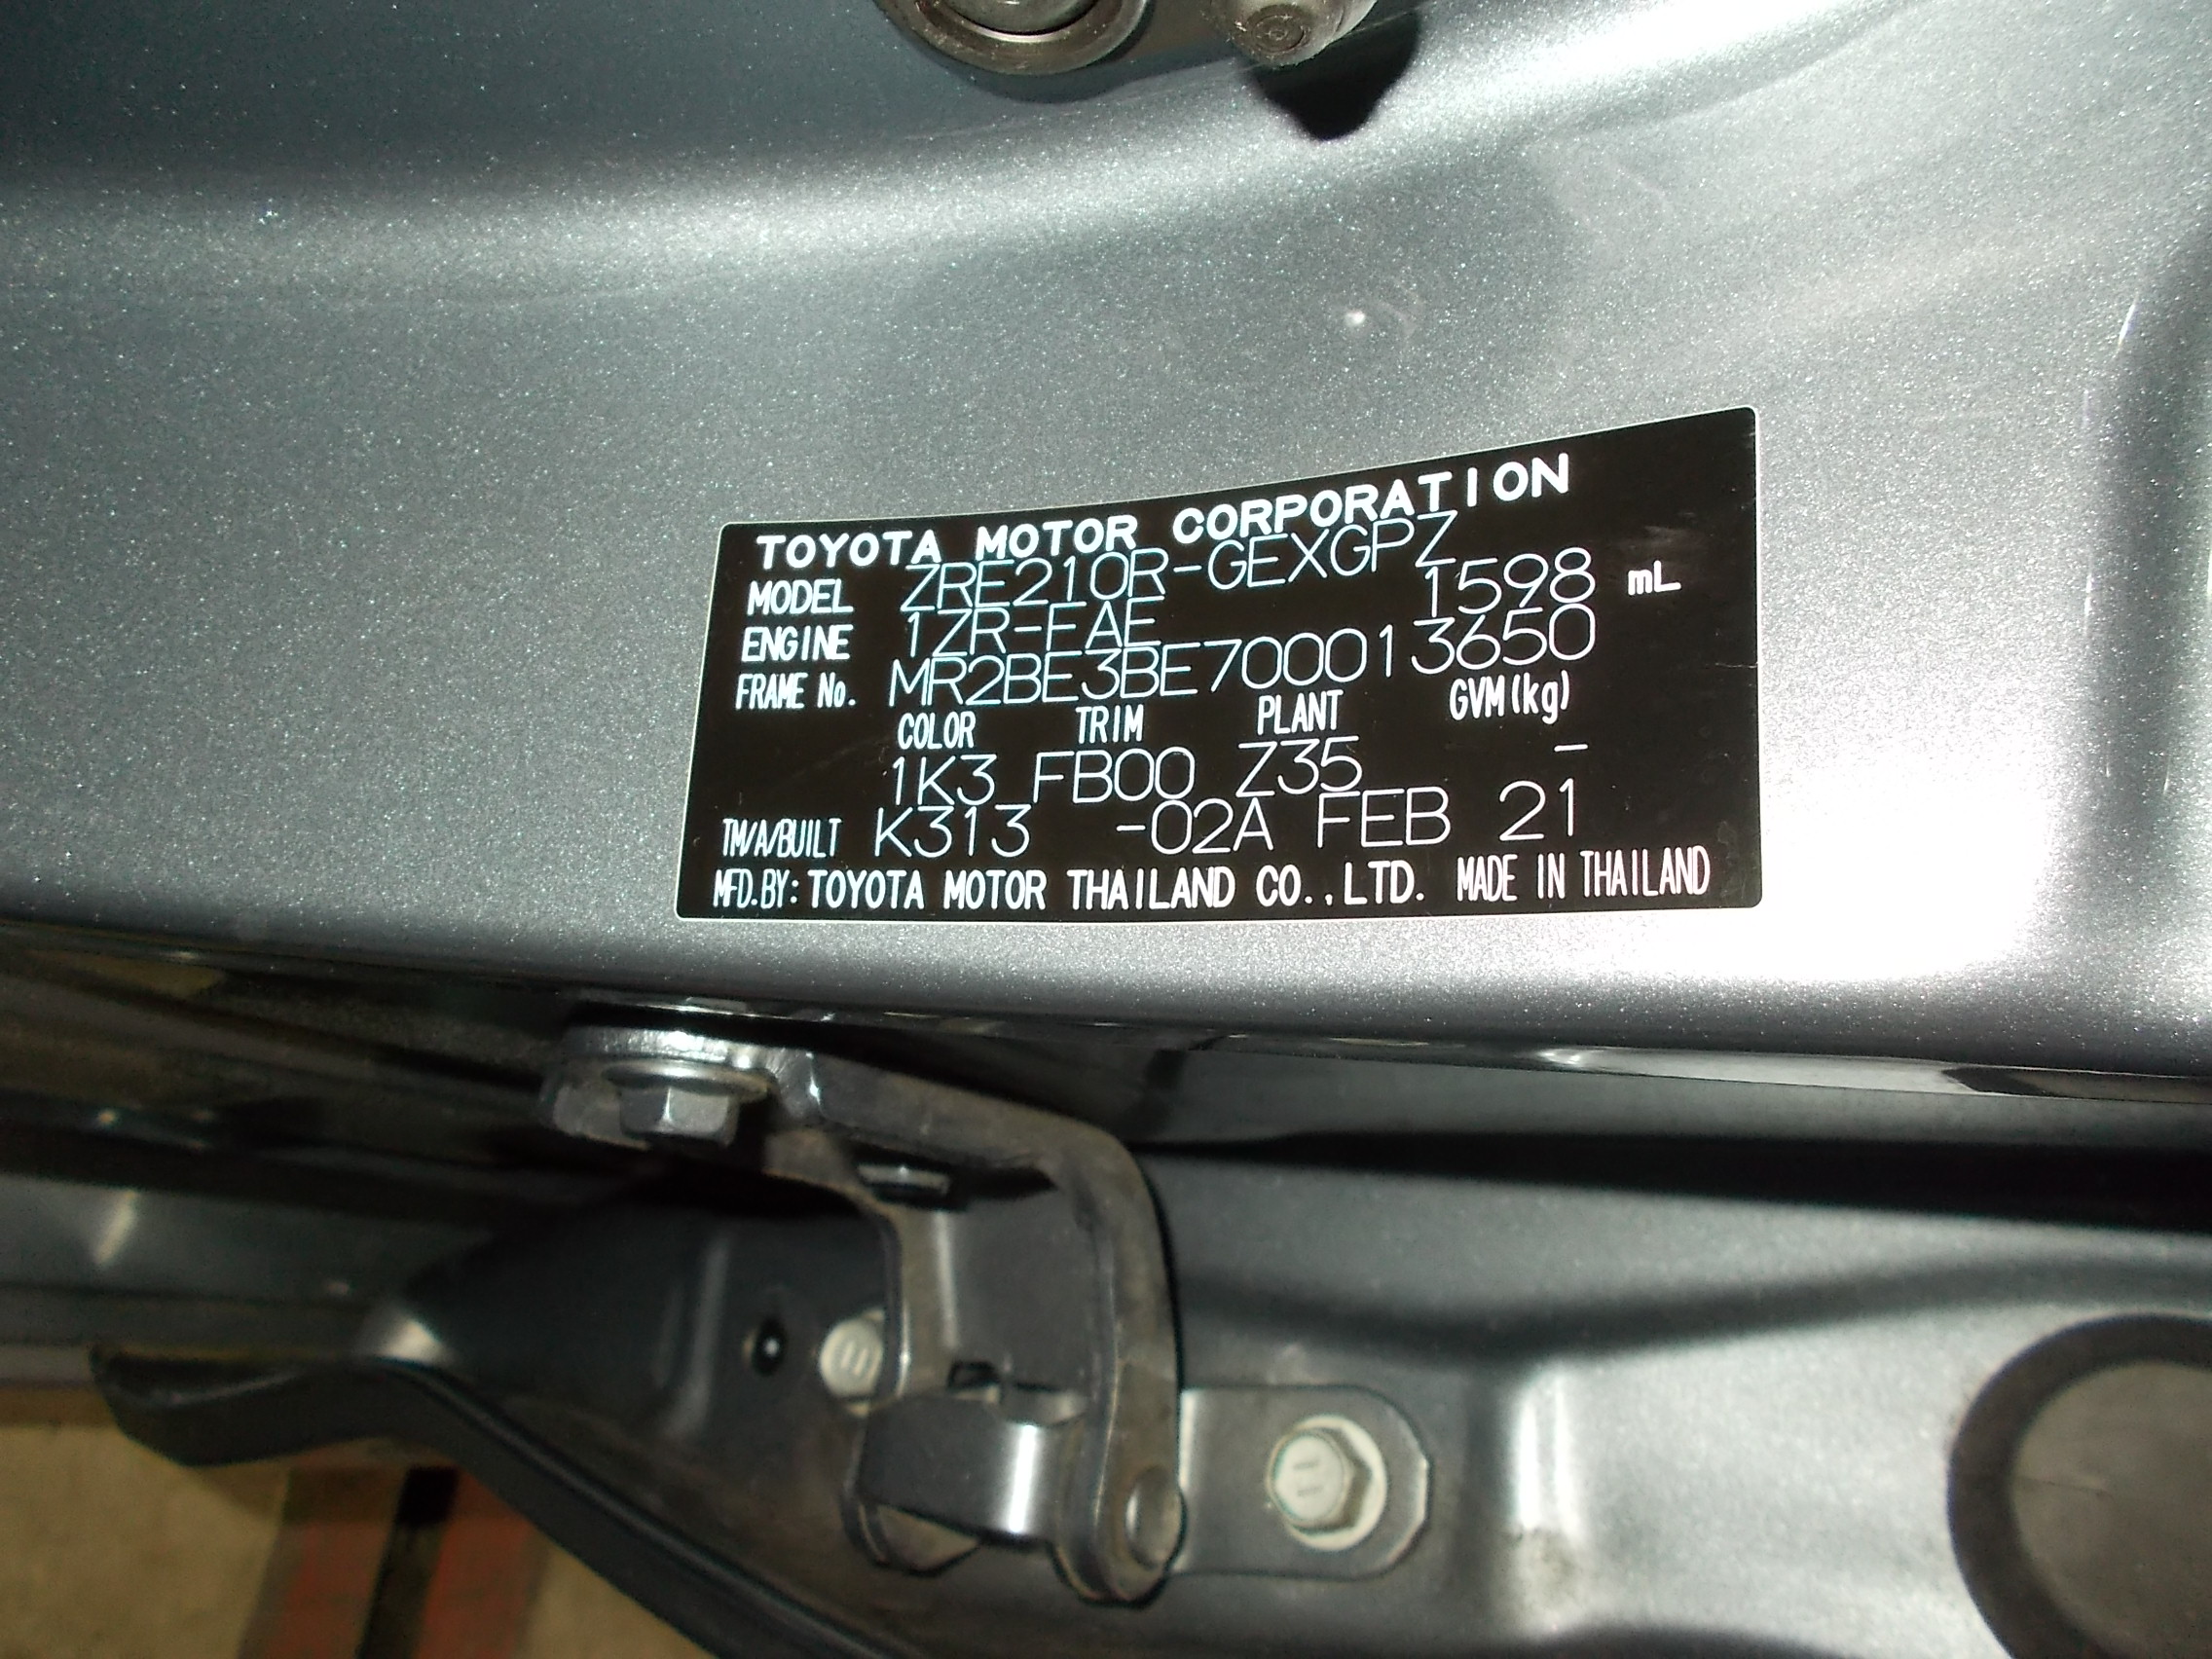 TOYOTA MOTOR CORPORATION
MODEL ZRE210R-GEXGPZ
ENGINE 1ZR-FAE 1598 mL
FRAME No. MR2BE3BE700013650
COLOR TRIM PLANT GVM(kg)
1K3 FB00 Z35 -
TM/A/BUILT K313 -02A FEB 21
MFD.BY: TOYOTA MOTOR THAILAND CO.,LTD. MADE IN THAILAND